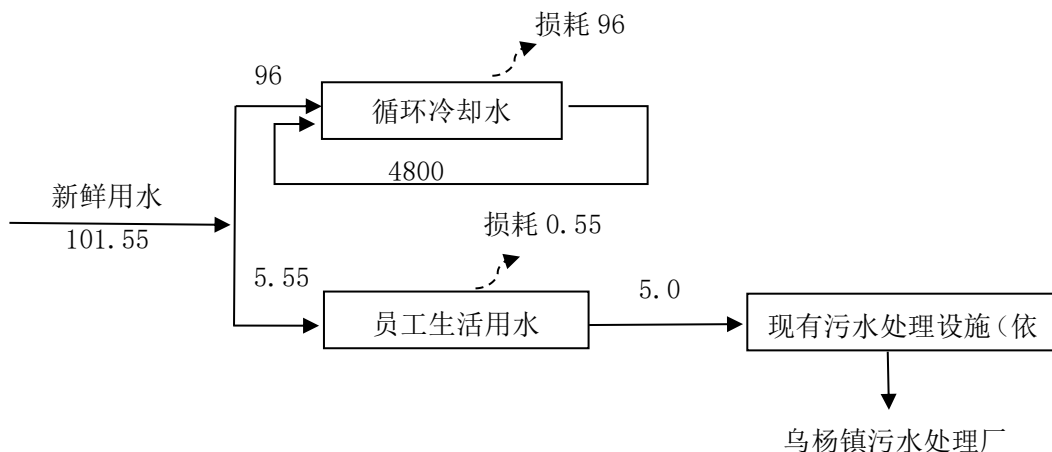 损耗 96
96
循环冷却水
4800
新鲜用水
101.55
损耗 0.55
5.55
5.0
员工生活用水
现有污水处理设施（依
乌杨镇污水处理厂